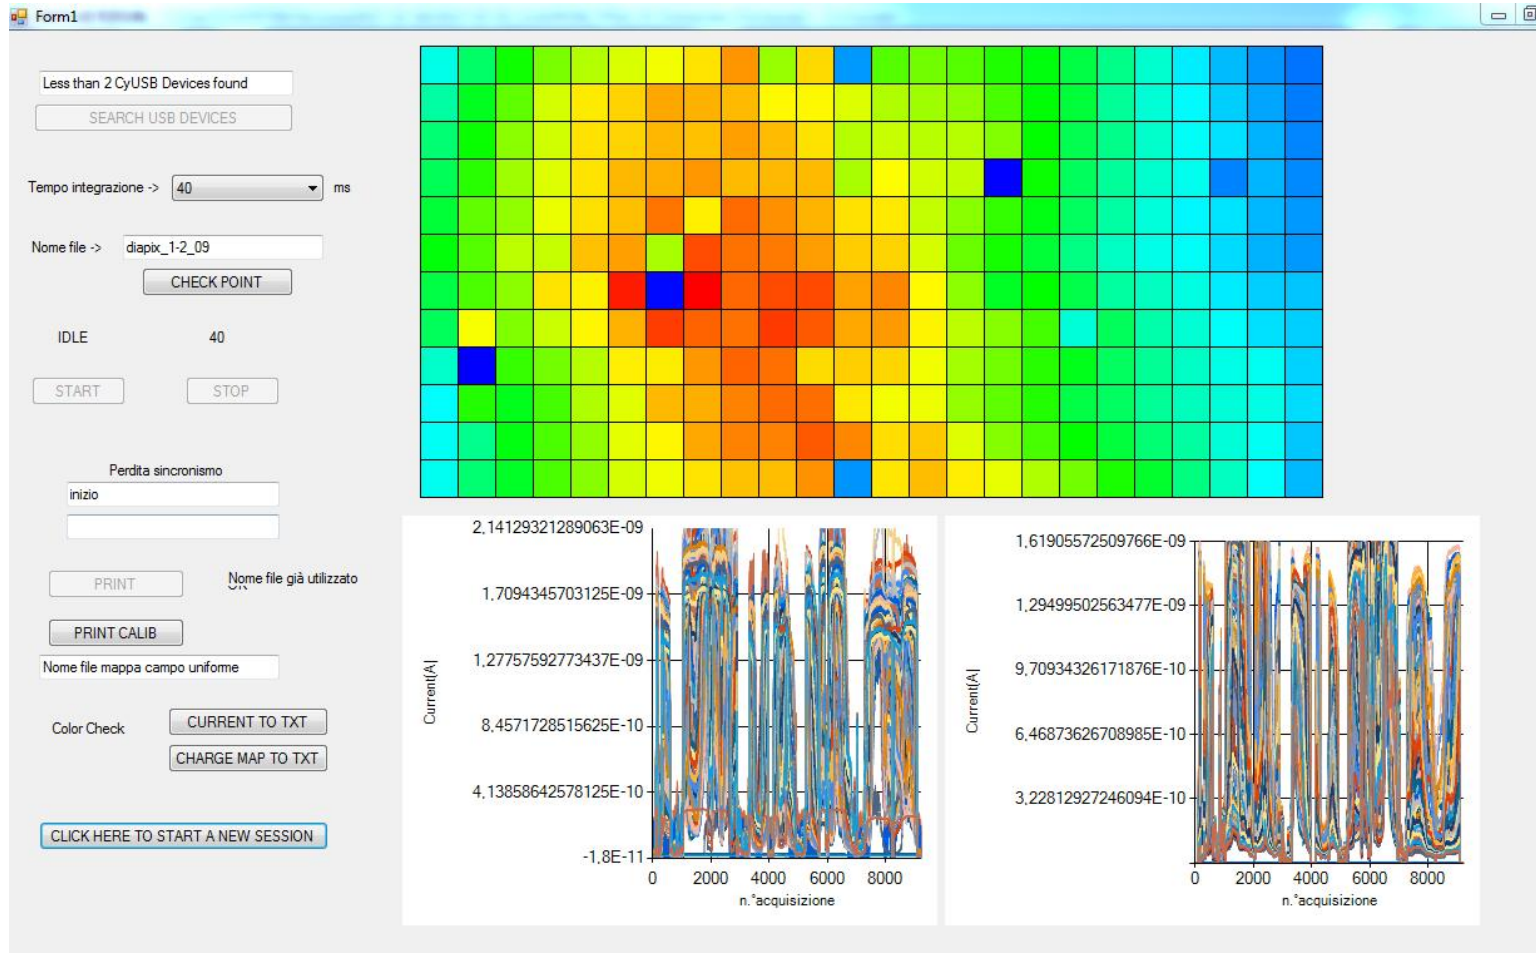 Form1
Less than 2 CyUSB Devices found
SEARCH USB DEVICES
Tempo integrazione -> 40 ms
Nome file -> diapix_1-2_09
CHECK POINT
IDLE 40
START STOP
Perdita sincronismo
inizio
PRINT Nome file già utilizzato
PRINT CALIB
Nome file mappa campo uniforme
Color Check CURRENT TO TXT
CHARGE MAP TO TXT
CLICK HERE TO START A NEW SESSION
2,14129321289063E-09
1,7094345703125E-09
1,27757592773437E-09
8,4571728515625E-10
4,13858642578125E-10
-1,8E-11
Current[A]
0 2000 4000 6000 8000
n.°acquisizione
1,61905572509766E-09
1,29499502563477E-09
9,70934326171876E-10
6,46873626708985E-10
3,22812927246094E-10
Current[A]
0 2000 4000 6000 8000
n.°acquisizione